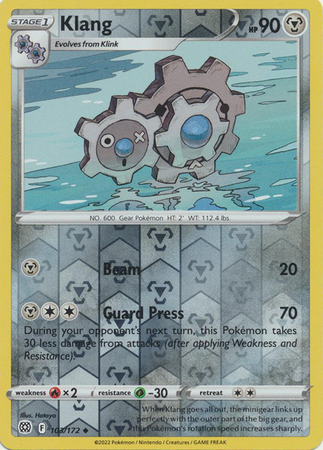 STAGE 1
Klang
HP 90
Evolves from Klink
NO. 600 Gear Pokémon HT: 2' WT: 112.4 lbs.
Beam 20
Guard Press 70
During your opponent's next turn, this Pokémon takes
30 less damage from attacks (after applying Weakness and
Resistance).
weakness ×2 resistance -30 retreat
Illus. Hataya
F 103/172
When Klang goes all out, the minigear links up
perfectly with the outer part of the big gear, and
this Pokémon's rotation speed increases sharply.
©2022 Pokémon / Nintendo / Creatures / GAME FREAK